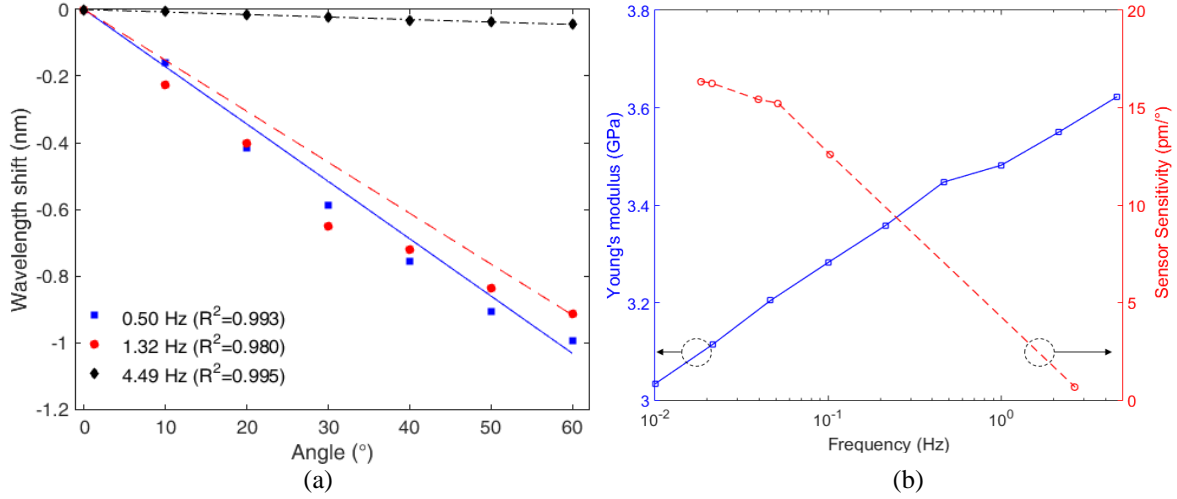 0
-0.2
-0.4
-0.6
-0.8
-1
-1.2
Wavelength shift (nm)
0.50 Hz (R²=0.993)
1.32 Hz (R²=0.980)
4.49 Hz (R²=0.995)
0 10 20 30 40 50 60
Angle (°)
(a)
3.8
3.6
3.4
3.2
3
Young's modulus (GPa)
20
15
10
5
0
Sensor Sensitivity (pm/°)
10⁻² 10⁻¹ 10⁰
Frequency (Hz)
(b)